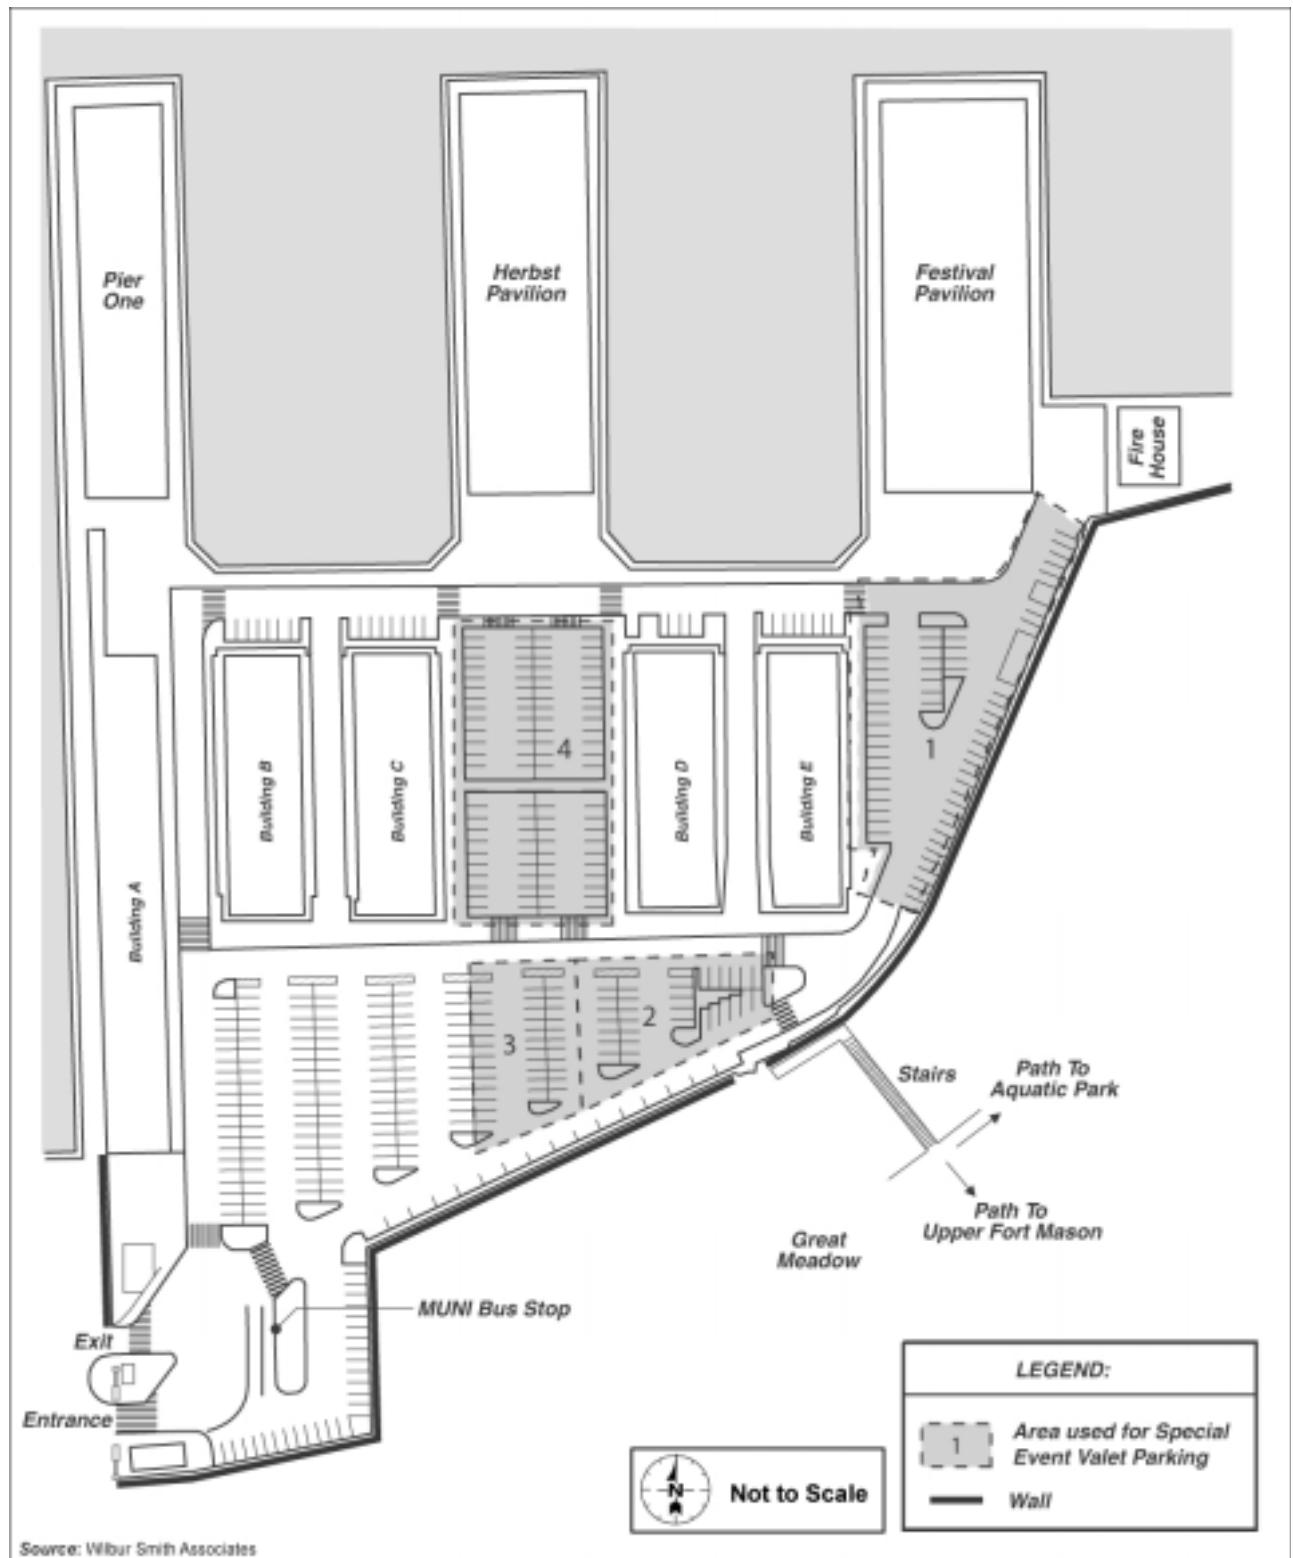 Pier
One
Herbst
Pavilion
Festival
Pavilion
Fire
House
Building A
Building B
Building C
4
Building D
Building E
1
3
2
Stairs
Path To
Aquatic Park
Path To
Upper Fort Mason
Great
Meadow
MUNI Bus Stop
Exit
Entrance
LEGEND:
1
Area used for Special
Event Valet Parking
Wall
N
Not to Scale
Source: Wilbur Smith Associates